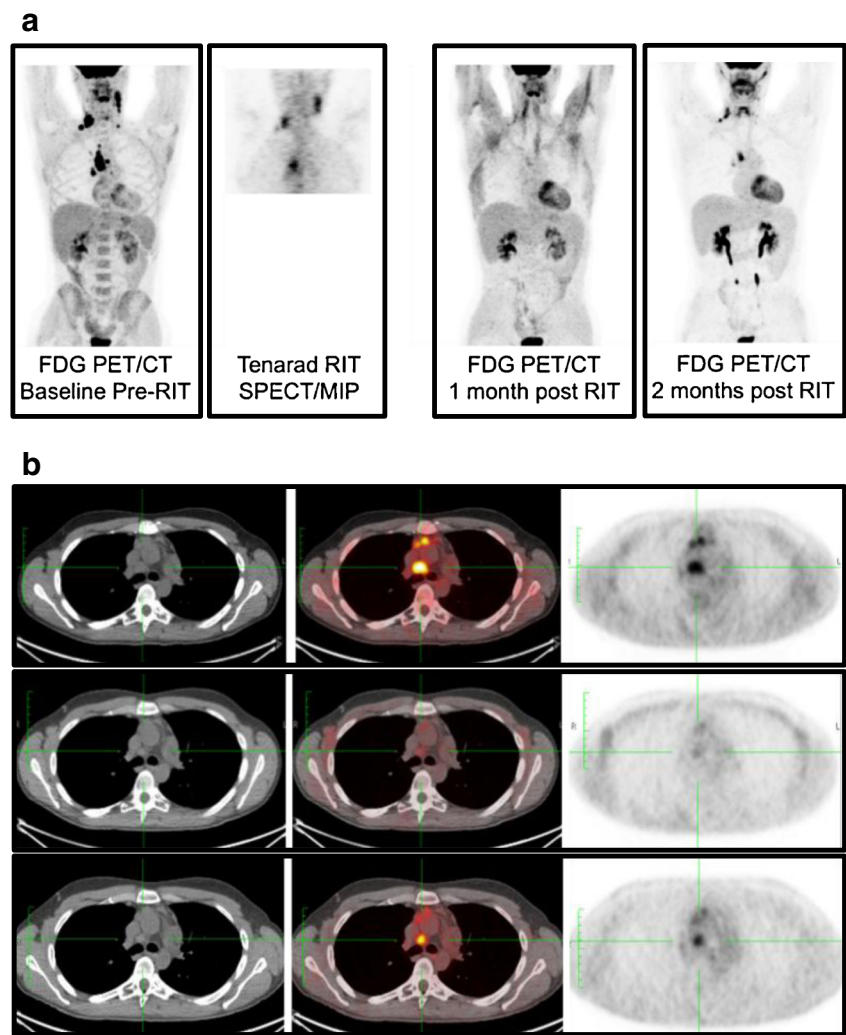 a
FDG PET/CT
Baseline Pre-RIT
Tenarad RIT
SPECT/MIP
FDG PET/CT
1 month post RIT
FDG PET/CT
2 months post RIT
b
L
R
L
R
L